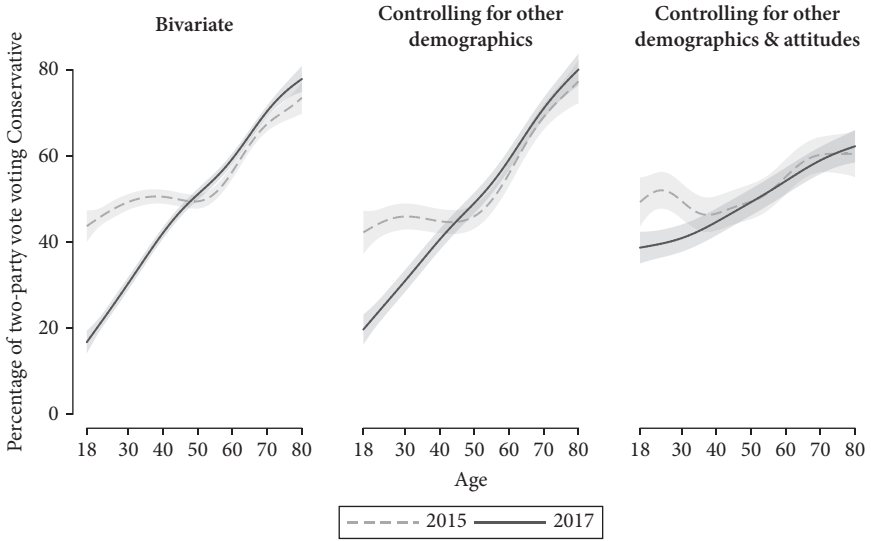 Bivariate
Controlling for other
demographics
Controlling for other
demographics & attitudes
Percentage of two-party vote voting Conservative
80
60
40
20
0
18 30 40 50 60 70 80
18 30 40 50 60 70 80
18 30 40 50 60 70 80
Age
2015 2017